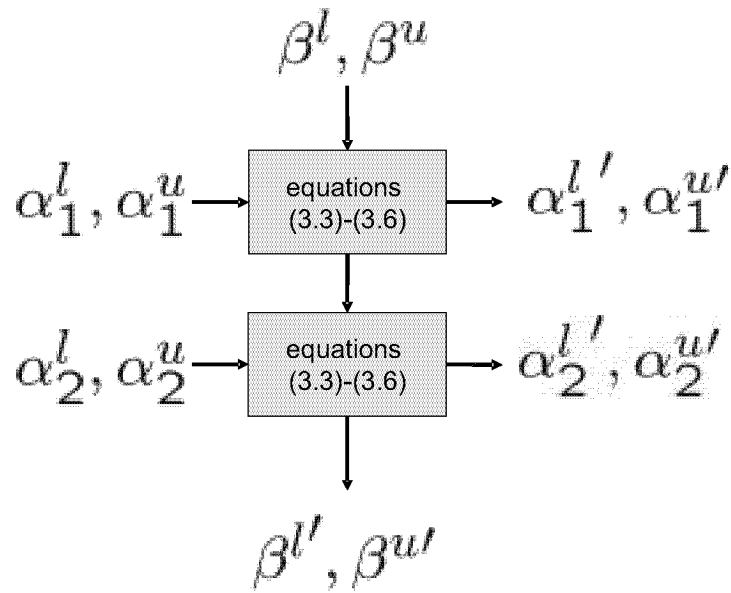 β^l, β^u
α_1^l, α_1^u
equations
(3.3)-(3.6)
α_1^l ′, α_1^u′
α_2^l, α_2^u
equations
(3.3)-(3.6)
α_2^l ′, α_2^u′
β^l′, β^u′